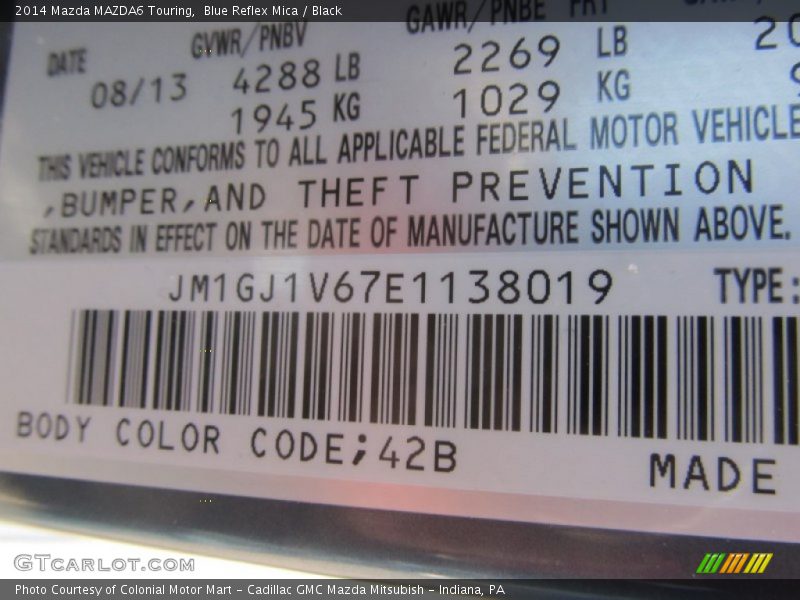 2014 Mazda MAZDA6 Touring, Blue Reflex Mica / Black
DATE GVWR/PNBV GAWR/PNBE FRT
08/13 4288 LB 2269 LB 20
1945 KG 1029 KG 9
THIS VEHICLE CONFORMS TO ALL APPLICABLE FEDERAL MOTOR VEHICLE
,BUMPER,AND THEFT PREVENTION
STANDARDS IN EFFECT ON THE DATE OF MANUFACTURE SHOWN ABOVE.
JM1GJ1V67E1138019 TYPE:
BODY COLOR CODE;42B
MADE
GTCARLOT.COM
Photo Courtesy of Colonial Motor Mart - Cadillac GMC Mazda Mitsubish - Indiana, PA